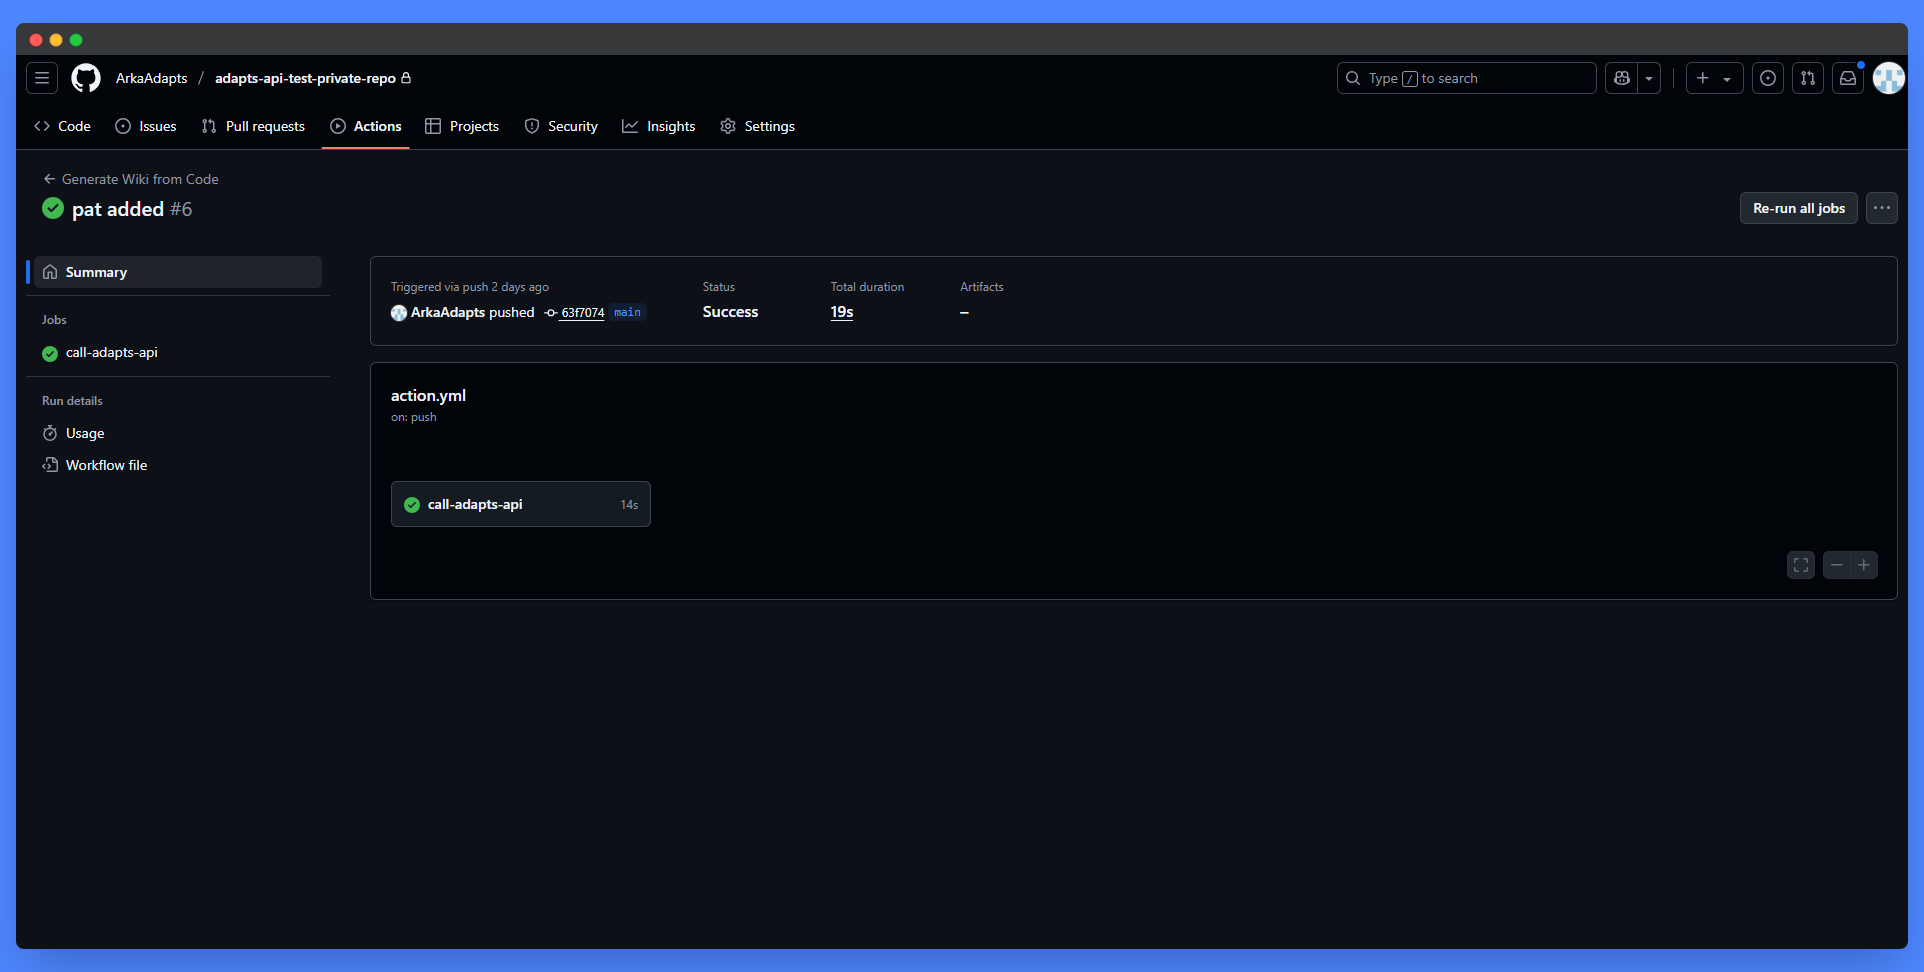 ArkaAdapts / adapts-api-test-private-repo
Type / to search
Code
Issues
Pull requests
Actions
Projects
Security
Insights
Settings
Generate Wiki from Code
pat added #6
Re-run all jobs
Summary
Jobs
call-adapts-api
Run details
Usage
Workflow file
Triggered via push 2 days ago
ArkaAdapts pushed 63f7074 main
Status
Success
Total duration
19s
Artifacts
–
action.yml
on: push
call-adapts-api 14s